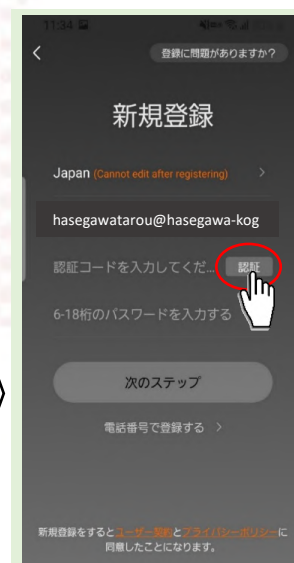 11:34
登録に問題がありますか?
新規登録
Japan (Cannot edit after registering)
hasegawatarou@hasegawa-kog
認証コードを入力してくだ... 認証
6-18桁のパスワードを入力する
次のステップ
電話番号で登録する
新規登録をするとユーザー契約とプライバシーポリシーに
同意したことになります。